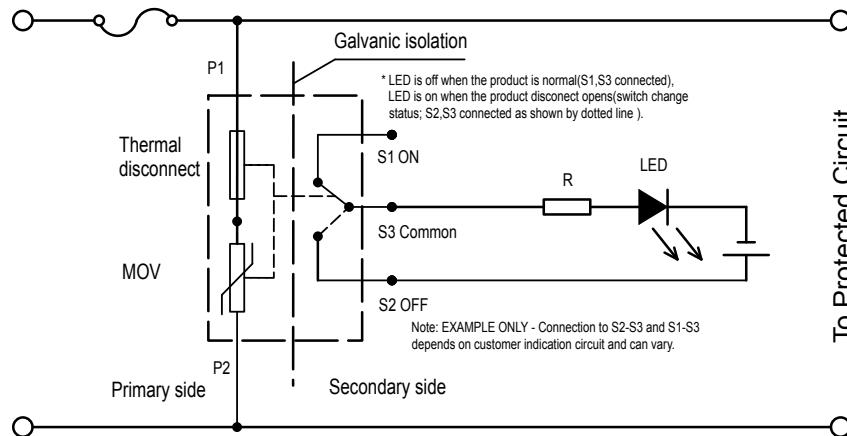 P1
Galvanic isolation
* LED is off when the product is normal(S1,S3 connected),
LED is on when the product disconect opens(switch change
status; S2,S3 connected as shown by dotted line ).
Thermal
disconnect
S1 ON
R
LED
S3 Common
MOV
S2 OFF
Note: EXAMPLE ONLY - Connection to S2-S3 and S1-S3
depends on customer indication circuit and can vary.
P2
Primary side
Secondary side
To Protected Circuit